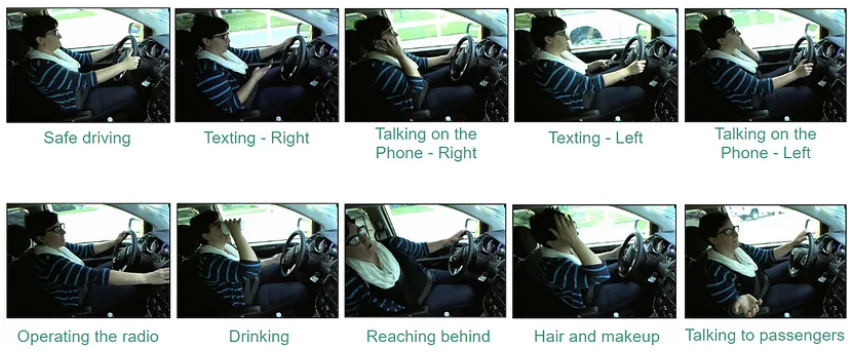 Safe driving
Texting - Right
Talking on the
Phone - Right
Texting - Left
Talking on the
Phone - Left
Operating the radio
Drinking
Reaching behind
Hair and makeup
Talking to passengers